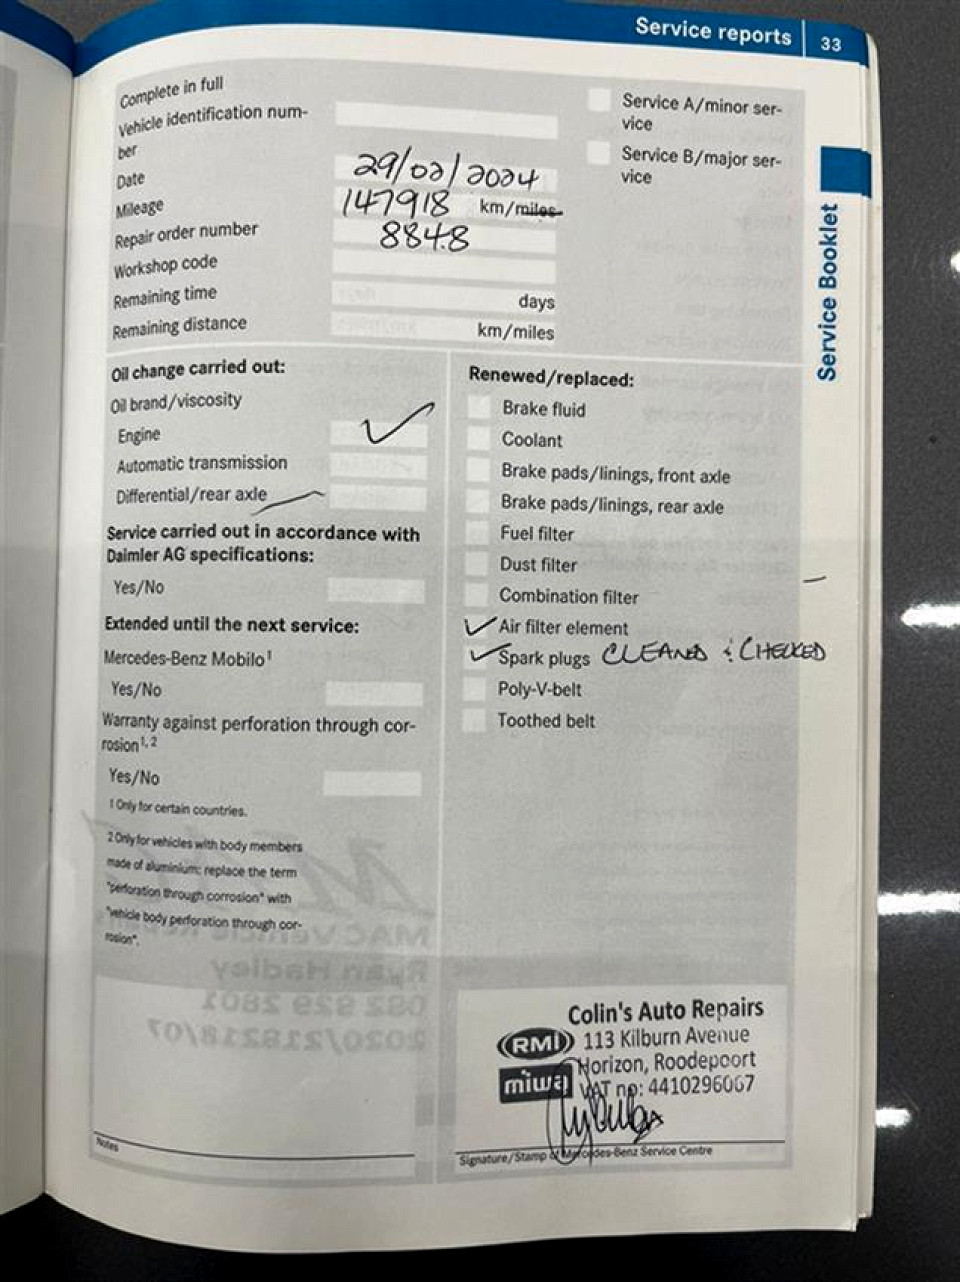 Service reports 33
Complete in full
Vehicle identification num-
ber
Date 29/02/2024
Mileage 147918 km/miles
Repair order number 8848
Workshop code
Remaining time days
Remaining distance km/miles
Service A/minor ser-
vice
Service B/major ser-
vice
Service Booklet
Oil change carried out:
Oil brand/viscosity
Engine ✓
Automatic transmission
Differential/rear axle
Service carried out in accordance with
Daimler AG specifications:
Yes/No
Extended until the next service:
Mercedes-Benz Mobilo¹
Yes/No
Warranty against perforation through cor-
rosion¹, ²
Yes/No
1 Only for certain countries.
2 Only for vehicles with body members
made of aluminium: replace the term
"perforation through corrosion" with
"vehicle body perforation through cor-
rosion".
Notes
Renewed/replaced:
Brake fluid
Coolant
Brake pads/linings, front axle
Brake pads/linings, rear axle
Fuel filter
Dust filter
Combination filter
✓ Air filter element
✓ Spark plugs CLEANED & CHECKED
Poly-V-belt
Toothed belt
Colin's Auto Repairs
RMI 113 Kilburn Avenue
Horizon, Roodepoort
miwa VAT no: 4410296067
Signature/Stamp of Mercedes-Benz Service Centre